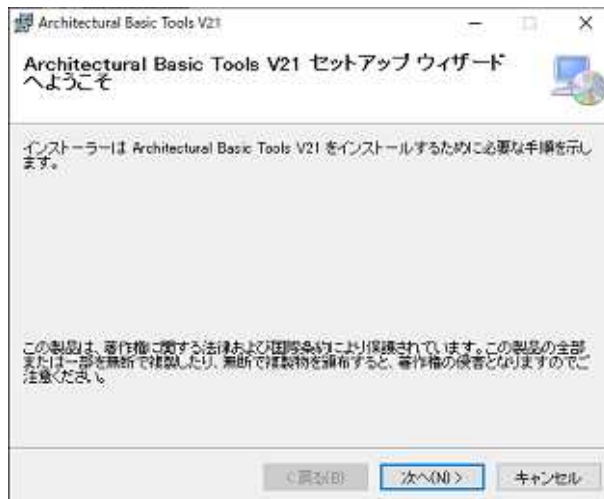 Architectural Basic Tools V21
Architectural Basic Tools V21 セットアップ ウィザード
へようこそ
インストーラーは Architectural Basic Tools V21 をインストールするために必要な手順を示し
ます。
この製品は、著作権に関する法律および国際条約により保護されています。この製品の全部
または一部を無断で複製したり、無断で複製物を頒布すると、著作権の侵害となりますのでご
注意ください。
< 戻る(B)
次へ(N) >
キャンセル